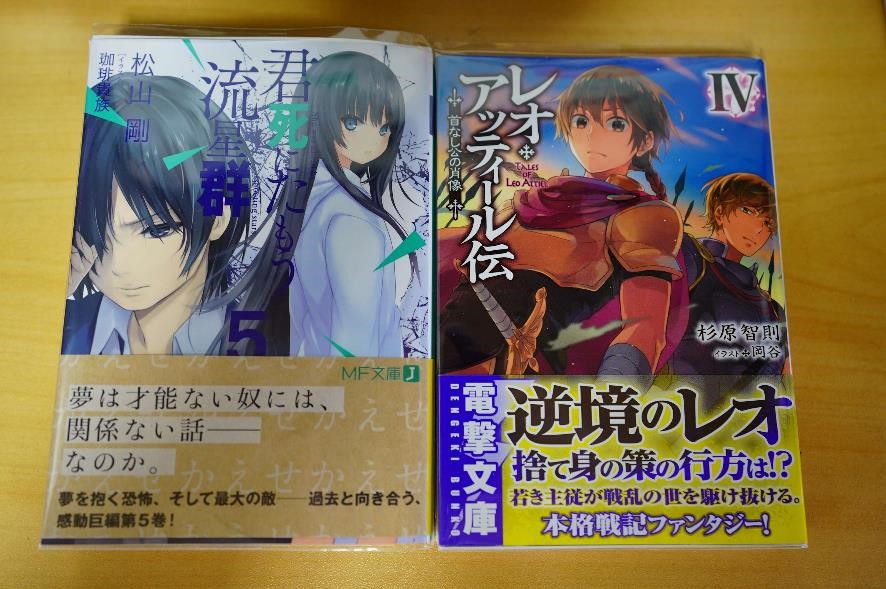 松山剛
珈琲貴族
君死にたもう
流星群
5
MF文庫J
夢は才能ない奴には、
関係ない話――
なのか。
夢を抱く恐怖、そして最大の敵――過去と向き合う、
感動巨編第5巻!
レオ
アッティール伝
首なし公の肖像
TALES OF LEO ATTIEL
IV
杉原智則
イラスト✢岡谷
電撃文庫
DENGEKI BUNKO
逆境のレオ
捨て身の策の行方は!?
若き主従が戦乱の世を駆け抜ける。
本格戦記ファンタジー!